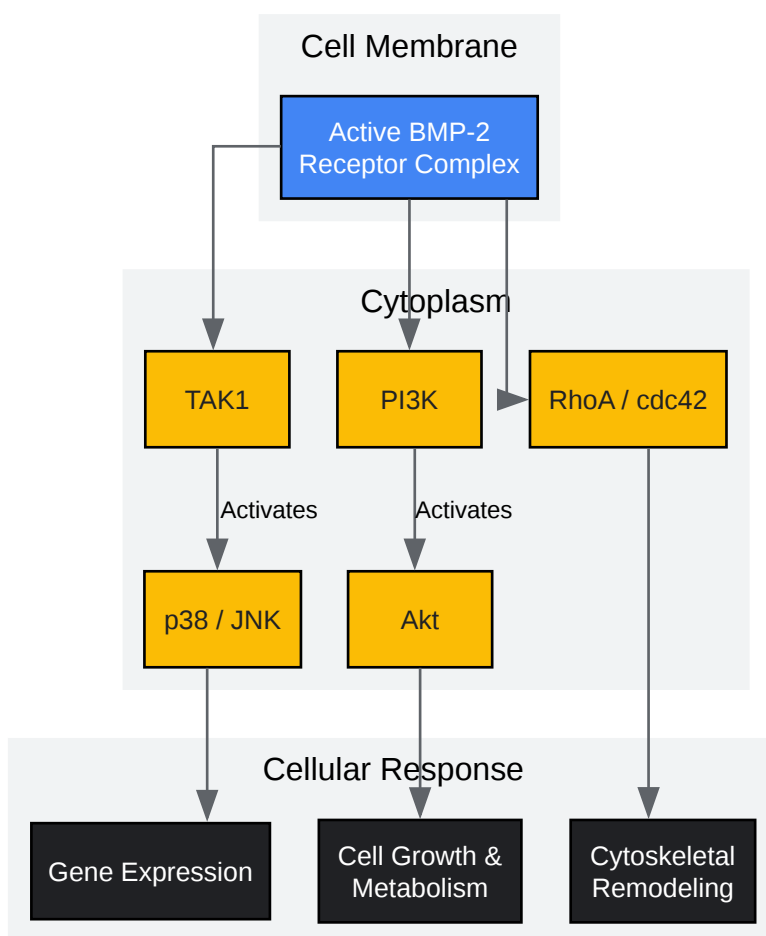 Cell Membrane
Active BMP-2
Receptor Complex
Cytoplasm
TAK1
PI3K
RhoA / cdc42
Activates
Activates
p38 / JNK
Akt
Cellular Response
Gene Expression
Cell Growth &
Metabolism
Cytoskeletal
Remodeling